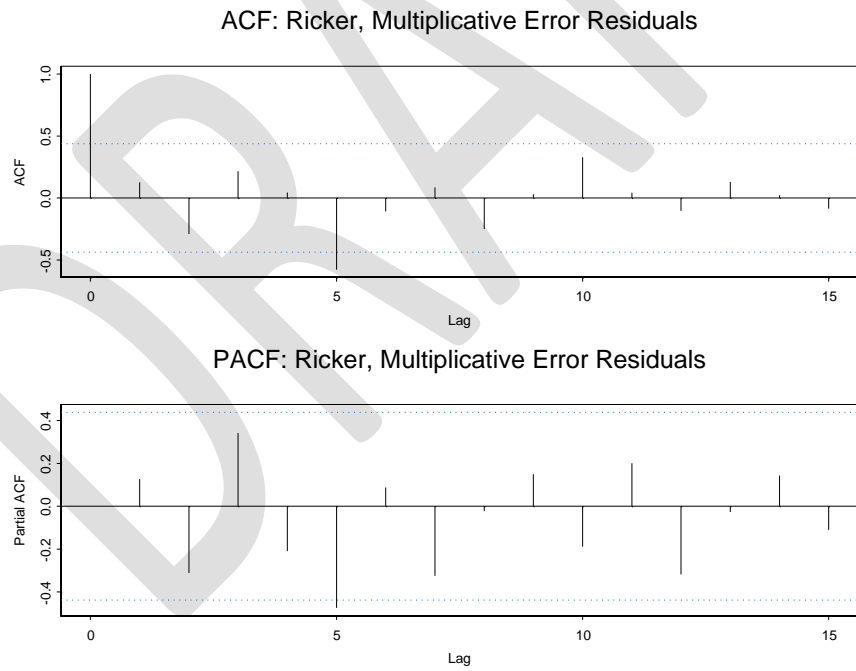 ACF: Ricker, Multiplicative Error Residuals
1.0
0.5
0.0
-0.5
ACF
0 5 10 15
Lag
PACF: Ricker, Multiplicative Error Residuals
0.4
0.2
0.0
-0.2
-0.4
Partial ACF
0 5 10 15
Lag
DRA